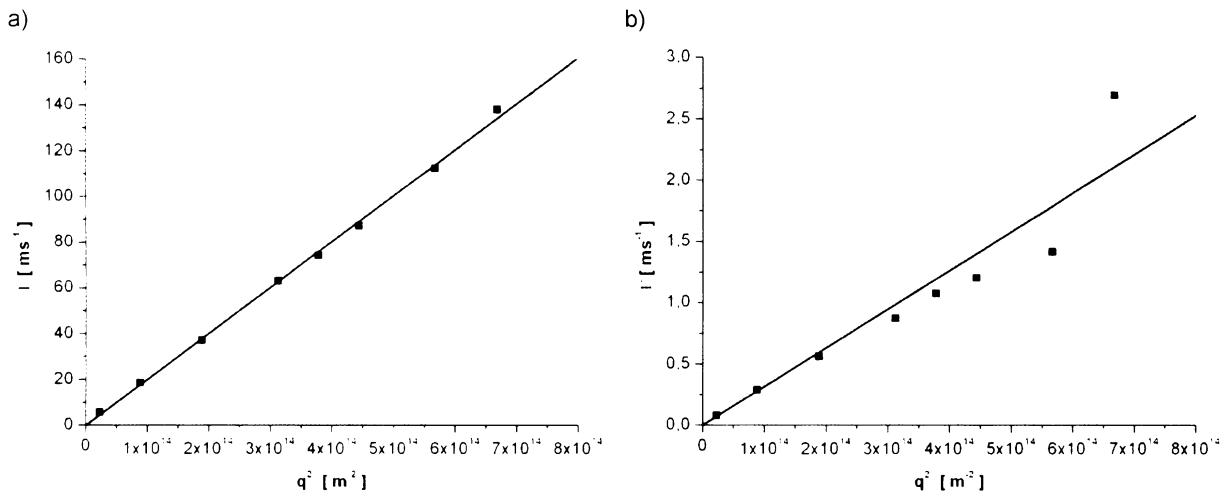 a)
160
140
120
100
80
60
40
20
0
Γ [ ms⁻¹ ]
0 1x10¹⁴ 2x10¹⁴ 3x10¹⁴ 4x10¹⁴ 5x10¹⁴ 6x10¹⁴ 7x10¹⁴ 8x10¹⁴
q² [ m⁻² ]
b)
3.0
2.5
2.0
1.5
1.0
0.5
0.0
Γ [ ms⁻¹ ]
0 1x10¹⁴ 2x10¹⁴ 3x10¹⁴ 4x10¹⁴ 5x10¹⁴ 6x10¹⁴ 7x10¹⁴ 8x10¹⁴
q² [ m⁻² ]